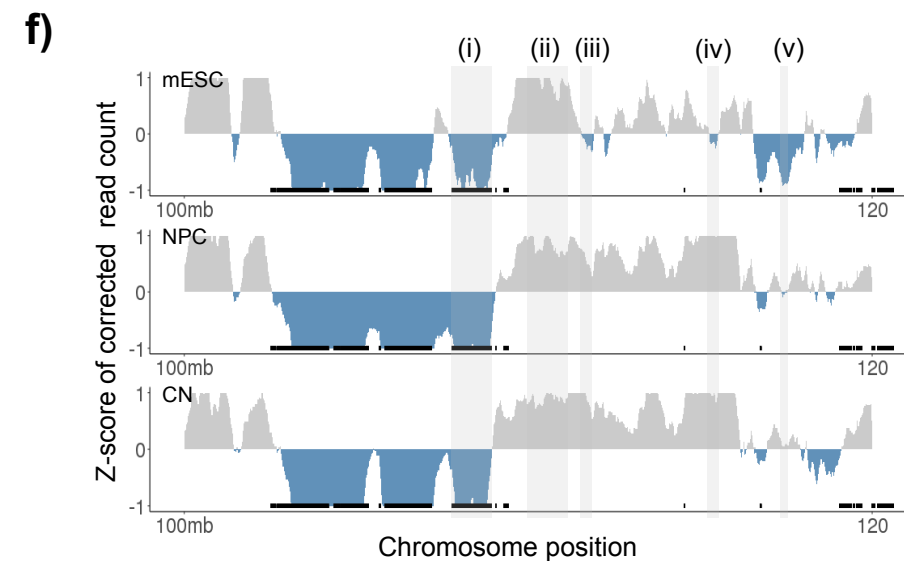 f)
(i) (ii) (iii) (iv) (v)
Z-score of corrected read count
1 mESC
0
-1
100mb 120
1 NPC
0
-1
100mb 120
1 CN
0
-1
100mb 120
Chromosome position